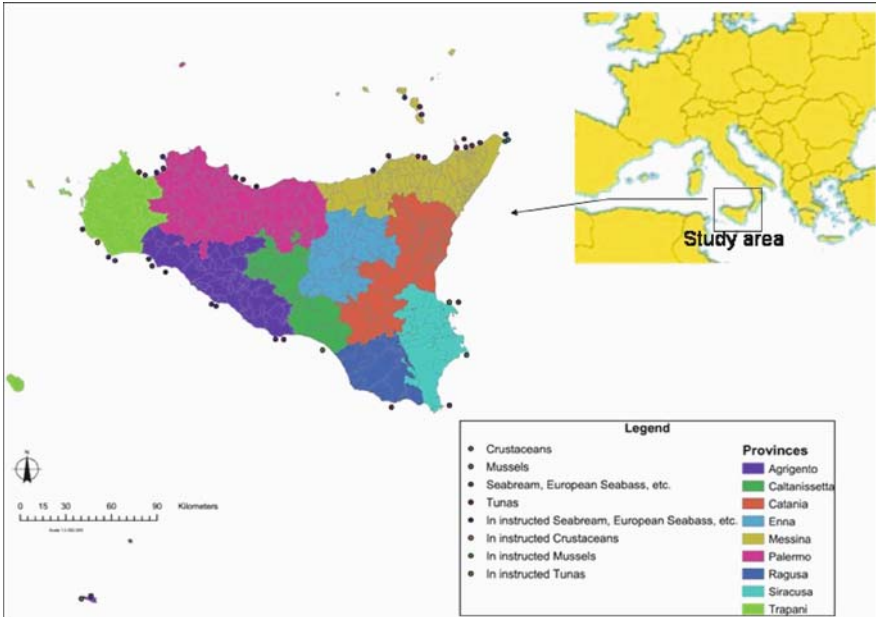 Study area
Legend
Crustaceans
Mussels
Seabream, European Seabass, etc.
Tunas
In instructed Seabream, European Seabass, etc.
In instructed Crustaceans
In instructed Mussels
In instructed Tunas
Provinces
Agrigento
Caltanissetta
Catania
Enna
Messina
Palermo
Ragusa
Siracusa
Trapani
N
0 15 30 60 90 Kilometers